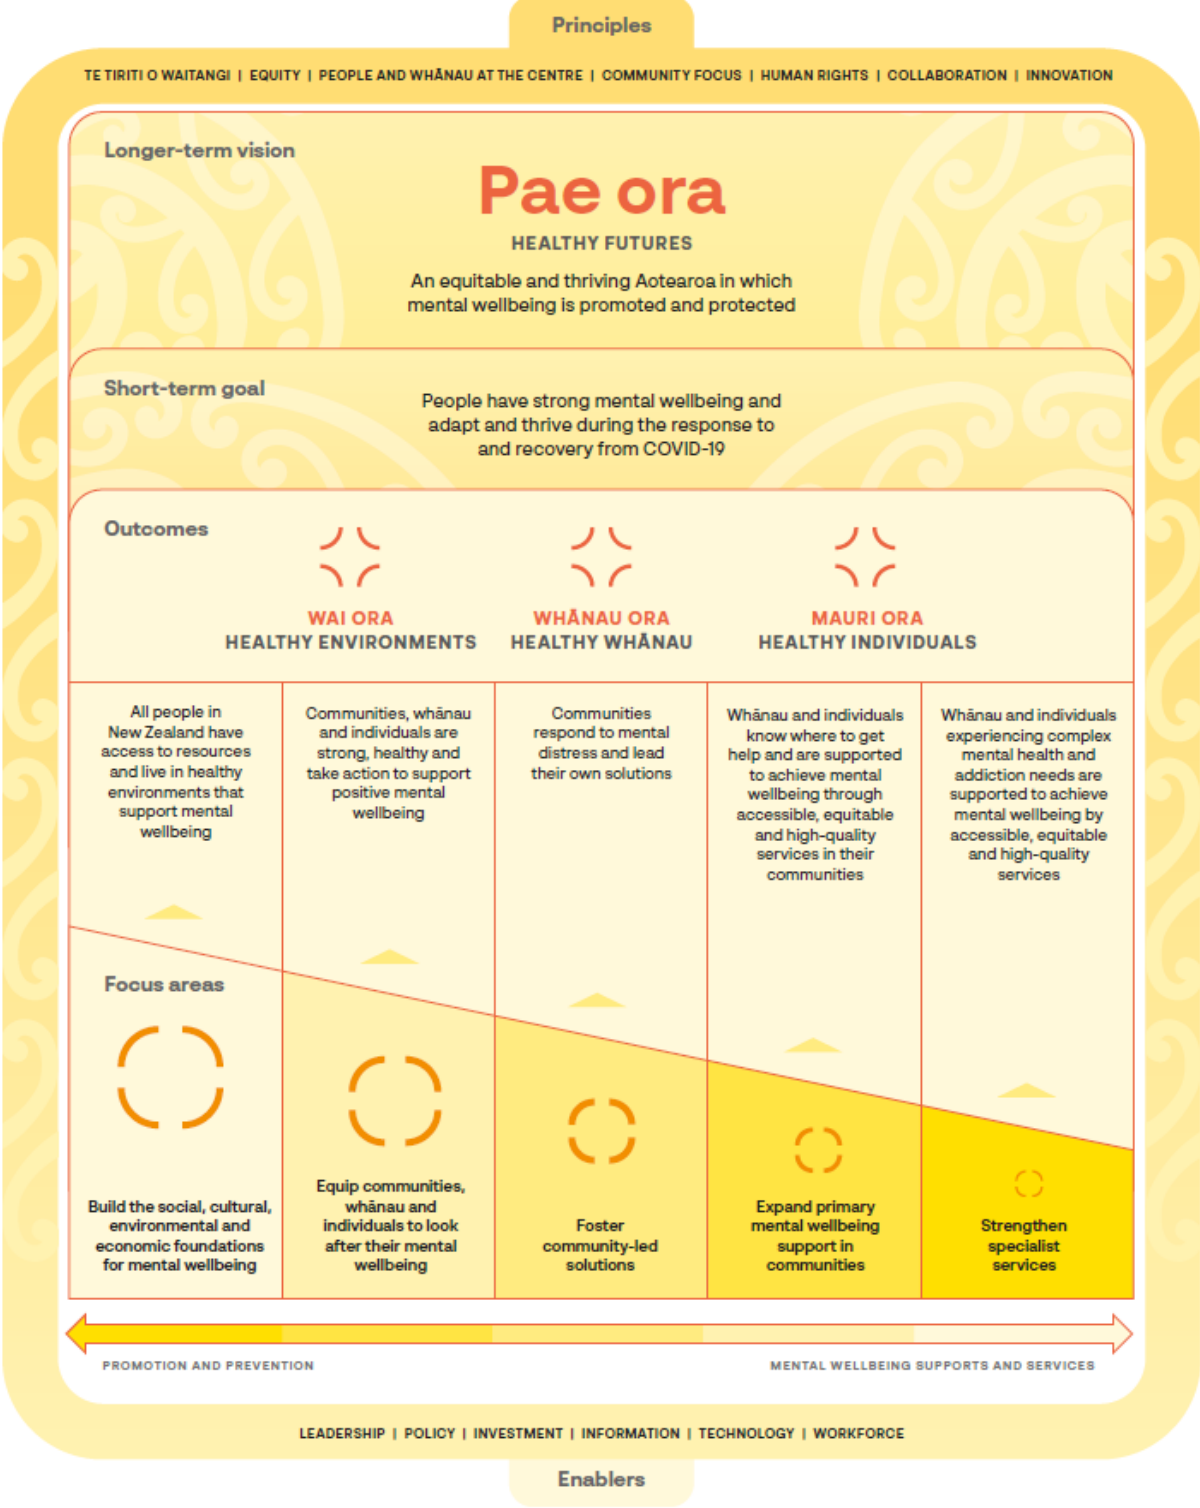 Principles
TE TIRITI O WAITANGI | EQUITY | PEOPLE AND WHĀNAU AT THE CENTRE | COMMUNITY FOCUS | HUMAN RIGHTS | COLLABORATION | INNOVATION
Longer-term vision
Pae ora
HEALTHY FUTURES
An equitable and thriving Aotearoa in which
mental wellbeing is promoted and protected
Short-term goal
People have strong mental wellbeing and
adapt and thrive during the response to
and recovery from COVID-19
Outcomes
WAI ORA
HEALTHY ENVIRONMENTS
WHĀNAU ORA
HEALTHY WHĀNAU
MAURI ORA
HEALTHY INDIVIDUALS
All people in
New Zealand have
access to resources
and live in healthy
environments that
support mental
wellbeing
Communities, whānau
and individuals are
strong, healthy and
take action to support
positive mental
wellbeing
Communities
respond to mental
distress and lead
their own solutions
Whānau and individuals
know where to get
help and are supported
to achieve mental
wellbeing through
accessible, equitable
and high-quality
services in their
communities
Whānau and individuals
experiencing complex
mental health and
addiction needs are
supported to achieve
mental wellbeing by
accessible, equitable
and high-quality
services
Focus areas
Build the social, cultural,
environmental and
economic foundations
for mental wellbeing
Equip communities,
whānau and
individuals to look
after their mental
wellbeing
Foster
community-led
solutions
Expand primary
mental wellbeing
support in
communities
Strengthen
specialist
services
PROMOTION AND PREVENTION
MENTAL WELLBEING SUPPORTS AND SERVICES
LEADERSHIP | POLICY | INVESTMENT | INFORMATION | TECHNOLOGY | WORKFORCE
Enablers